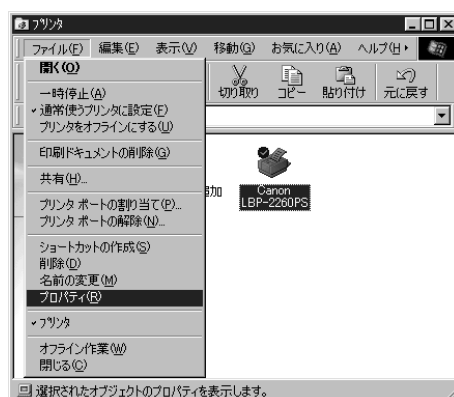 プリンタ
ファイル(F) 編集(E) 表示(V) 移動(G) お気に入り(A) ヘルプ(H)
切り取り コピー 貼り付け 元に戻す
開く(O)
一時停止(A)
通常使うプリンタに設定(F)
プリンタをオフラインにする(U)
印刷ドキュメントの削除(G)
共有(H)...
プリンタ ポートの割り当て(P)...
プリンタ ポートの解除(N)...
ショートカットの作成(S)
削除(D)
名前の変更(M)
プロパティ(R)
プリンタ
オフライン作業(W)
閉じる(C)
追加
Canon
LBP-2260PS
選択されたオブジェクトのプロパティを表示します。